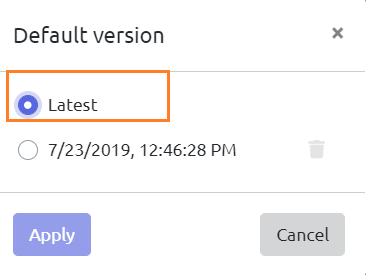 Default version
Latest
7/23/2019, 12:46:28 PM
Apply
Cancel